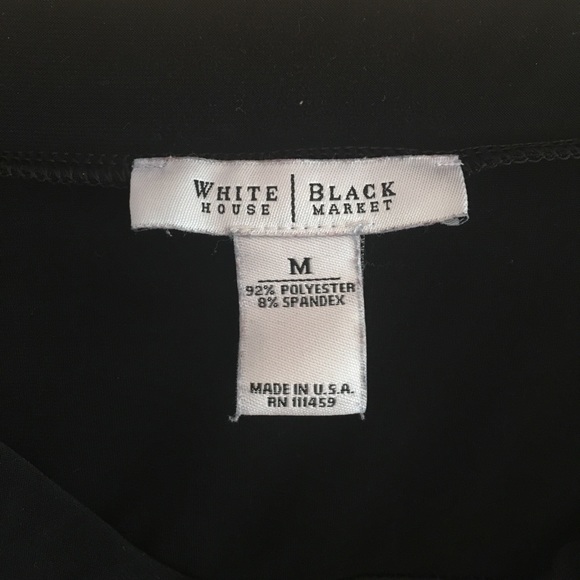 WHITE | BLACK
HOUSE MARKET
M
92% POLYESTER
8% SPANDEX
MADE IN U.S.A.
RN 111459